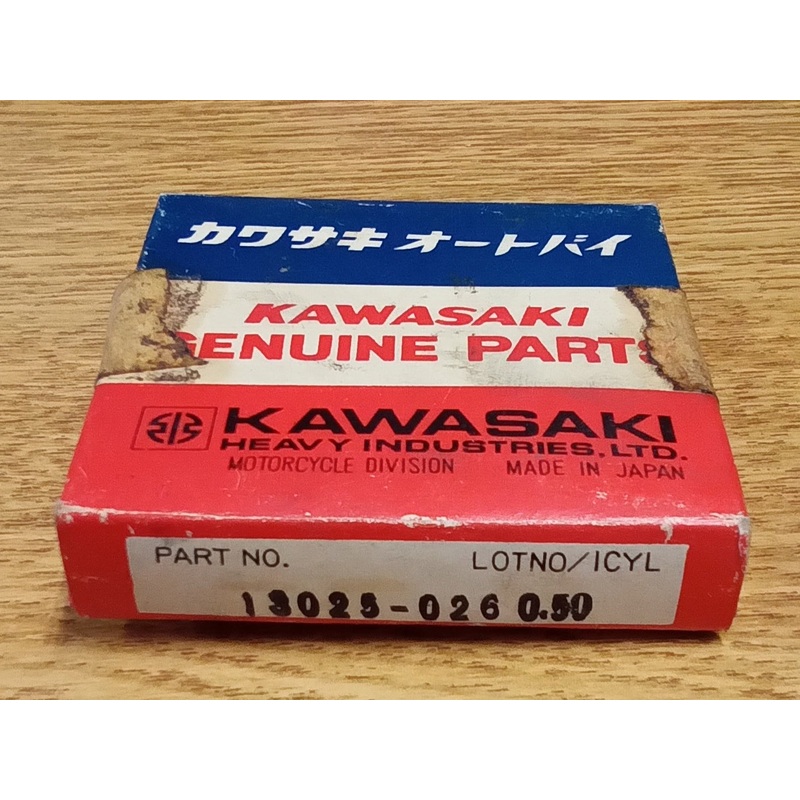 カワサキ オートバイ
KAWASAKI
GENUINE PARTS
KAWASAKI
HEAVY INDUSTRIES, LTD.
MOTORCYCLE DIVISION MADE IN JAPAN
PART NO. LOTNO/1CYL
13025-026 0.50